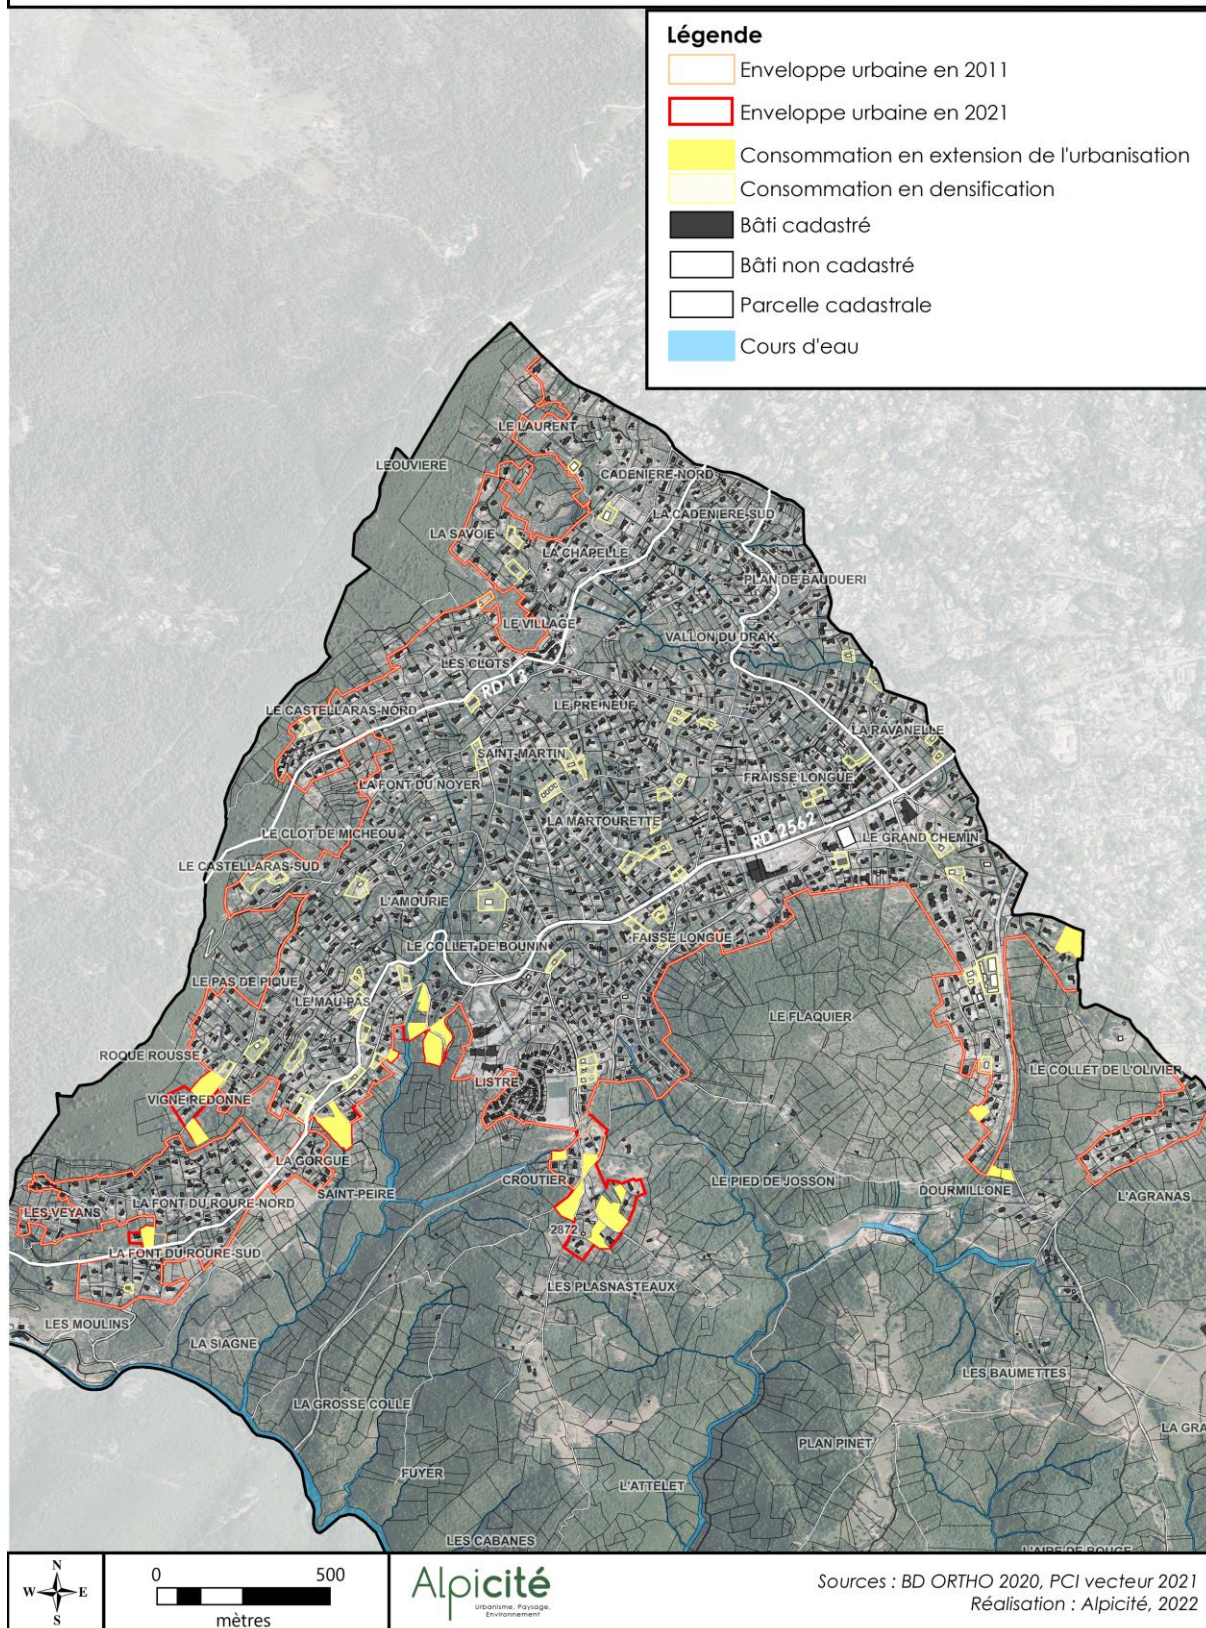 Légende
Enveloppe urbaine en 2011
Enveloppe urbaine en 2021
Consommation en extension de l'urbanisation
Consommation en densification
Bâti cadastré
Bâti non cadastré
Parcelle cadastrale
Cours d'eau
LE LAURENT
LEOUVIERE
CADENIERE-NORD
LA CADENIERE-SUD
LA SAVOIE
LA CHAPELLE
PLAN DE BAUDUERI
LE VILLAGE
VALLON DU DRAK
LES CLOTS
RD 13
LE CASTELLARAS-NORD
LE PRE NEUF
LA RAVANELLE
SAINT-MARTIN
LA FONT DU NOYER
FRAISSE LONGUE
LA MARTOURETTE
RD 2562
LE CLOT DE MICHEOU
LE GRAND CHEMIN
LE CASTELLARAS-SUD
L'AMOURIE
FAISSE LONGUE
LE COLLET DE BOUNIN
LE PAS DE PIQUE
LE MAU PAS
LE FLAQUIER
ROQUE ROUSSE
LE COLLET DE L'OLIVIER
LISTRE
VIGNE REDONNE
LA GORGUE
CROUTIER
LE PIED DE JOSSON
DOURMILLONE
SAINT-PEIRE
L'AGRANAS
LA FONT DU ROURE-NORD
LES VEYANS
2872
LA FONT DU ROURE-SUD
LES PLASNASTEAUX
LES MOULINS
LA SIAGNE
LES BAUMETTES
LA GROSSE COLLE
LA GRA
PLAN PINET
FUYER
L'ATTELET
LES CABANES
L'AIRE DE ROUGE
N
W E
S
0 500
mètres
Alpicité
Urbanisme, Paysage,
Environnement
Sources : BD ORTHO 2020, PCI vecteur 2021
Réalisation : Alpicité, 2022